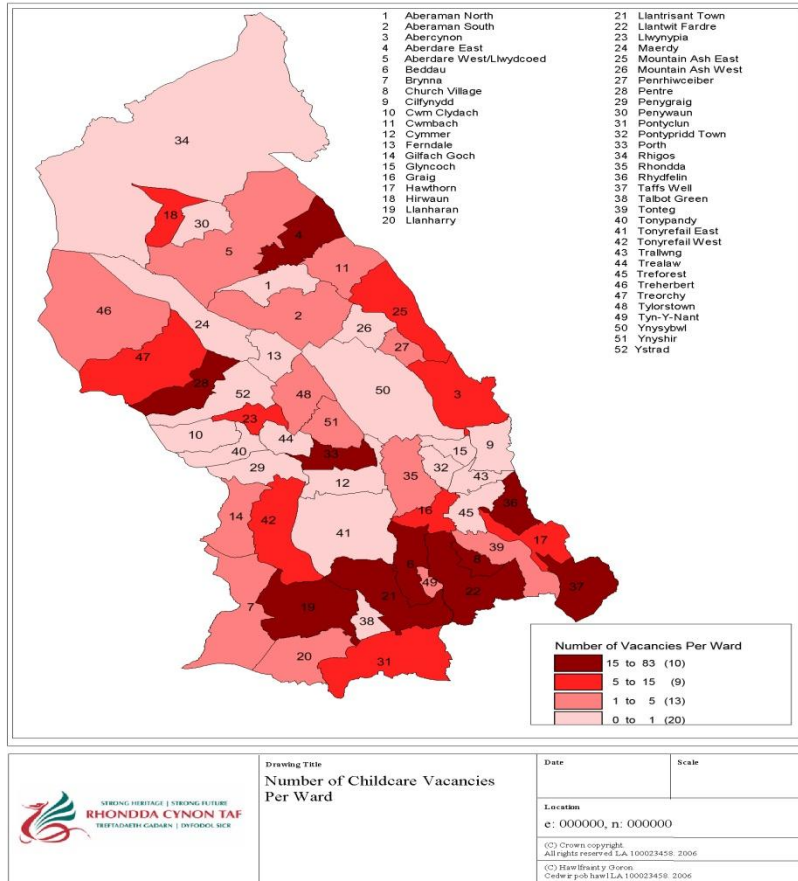 1 Aberaman North
2 Aberaman South
3 Abercynon
4 Aberdare East
5 Aberdare West/Llwydcoed
6 Beddau
7 Brynna
8 Church Village
9 Cilfynydd
10 Cwm Clydach
11 Cwmbach
12 Cymmer
13 Ferndale
14 Gilfach Goch
15 Glyncoch
16 Graig
17 Hawthorn
18 Hirwaun
19 Llanharan
20 Llanharry
21 Llantrisant Town
22 Llantwit Fardre
23 Llwynypia
24 Maerdy
25 Mountain Ash East
26 Mountain Ash West
27 Penrhiwceiber
28 Pentre
29 Penygraig
30 Penywaun
31 Pontyclun
32 Pontypridd Town
33 Porth
34 Rhigos
35 Rhondda
36 Rhydfelin
37 Taffs Well
38 Talbot Green
39 Tonteg
40 Tonypandy
41 Tonyrefail East
42 Tonyrefail West
43 Trallwng
44 Trealaw
45 Treforest
46 Treherbert
47 Treorchy
48 Tylorstown
49 Tyn-Y-Nant
50 Ynysybwl
51 Ynyshir
52 Ystrad
34
18
30
4
5
11
1
46
2
25
24
26
47
13
27
28
50
52
48
3
23
51
10
44
9
15
40
33
32
29
35
43
12
36
14
42
16
45
41
17
39
6
8
49
37
22
19
21
7
38
20
31
Number of Vacancies Per Ward
15 to 83 (10)
5 to 15 (9)
1 to 5 (13)
0 to 1 (20)
STRONG HERITAGE | STRONG FUTURE
RHONDDA CYNON TAF
TREFTADAETH GADARN | DYFODOL SICR
Drawing Title
Number of Childcare Vacancies
Per Ward
Date
Scale
Location
e: 000000, n: 000000
(C) Crown copyright.
All rights reserved LA 100023458. 2006
(C) Hawlfraint y Goron
Cedwir pob hawl LA 100023458. 2006